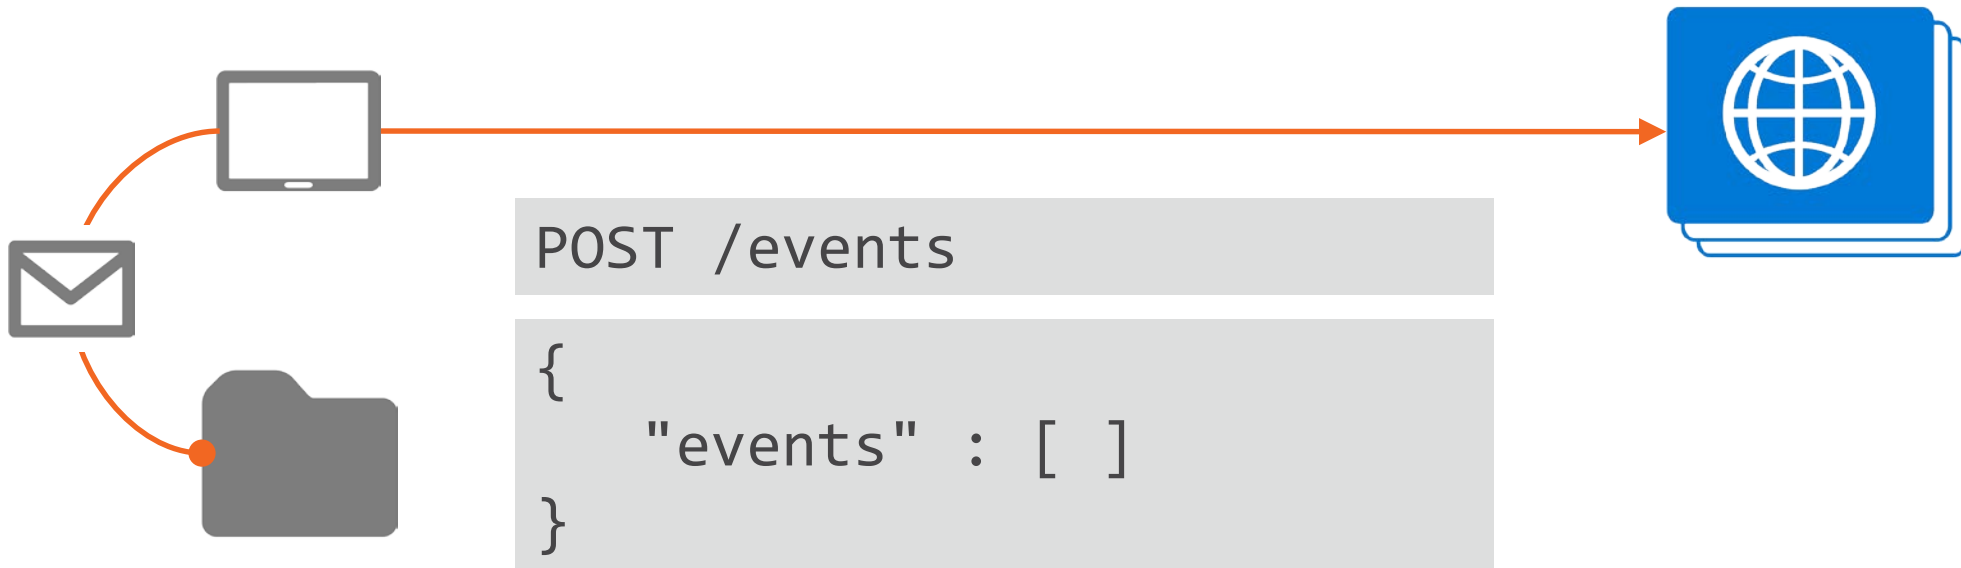 POST /events
{
"events" : [ ]
}